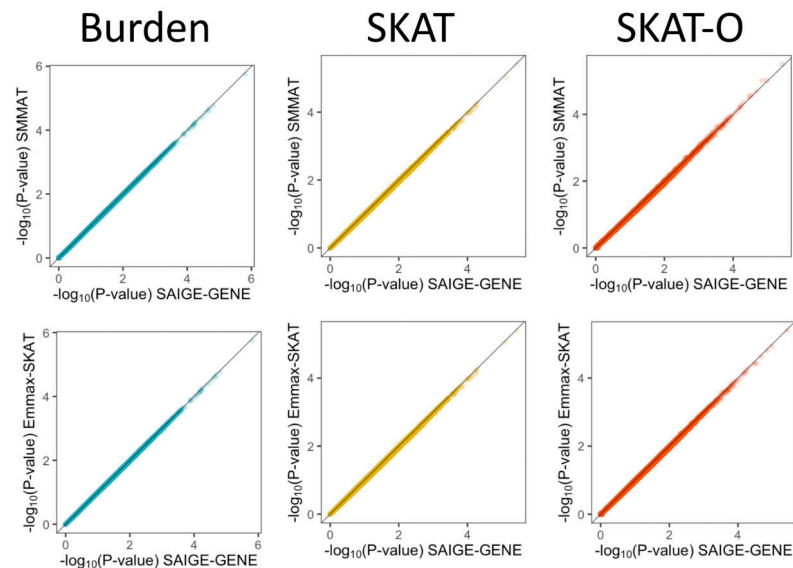 Burden
SKAT
SKAT-O
-log₁₀(P-value) SMMAT
6
4
2
0
0
2
4
6
-log₁₀(P-value) SAIGE-GENE
-log₁₀(P-value) SMMAT
4
2
0
0
2
4
-log₁₀(P-value) SAIGE-GENE
-log₁₀(P-value) SMMAT
4
2
0
0
2
4
-log₁₀(P-value) SAIGE-GENE
-log₁₀(P-value) Emmax-SKAT
6
4
2
0
0
2
4
6
-log₁₀(P-value) SAIGE-GENE
-log₁₀(P-value) Emmax-SKAT
4
2
0
0
2
4
-log₁₀(P-value) SAIGE-GENE
-log₁₀(P-value) Emmax-SKAT
4
2
0
0
2
4
-log₁₀(P-value) SAIGE-GENE